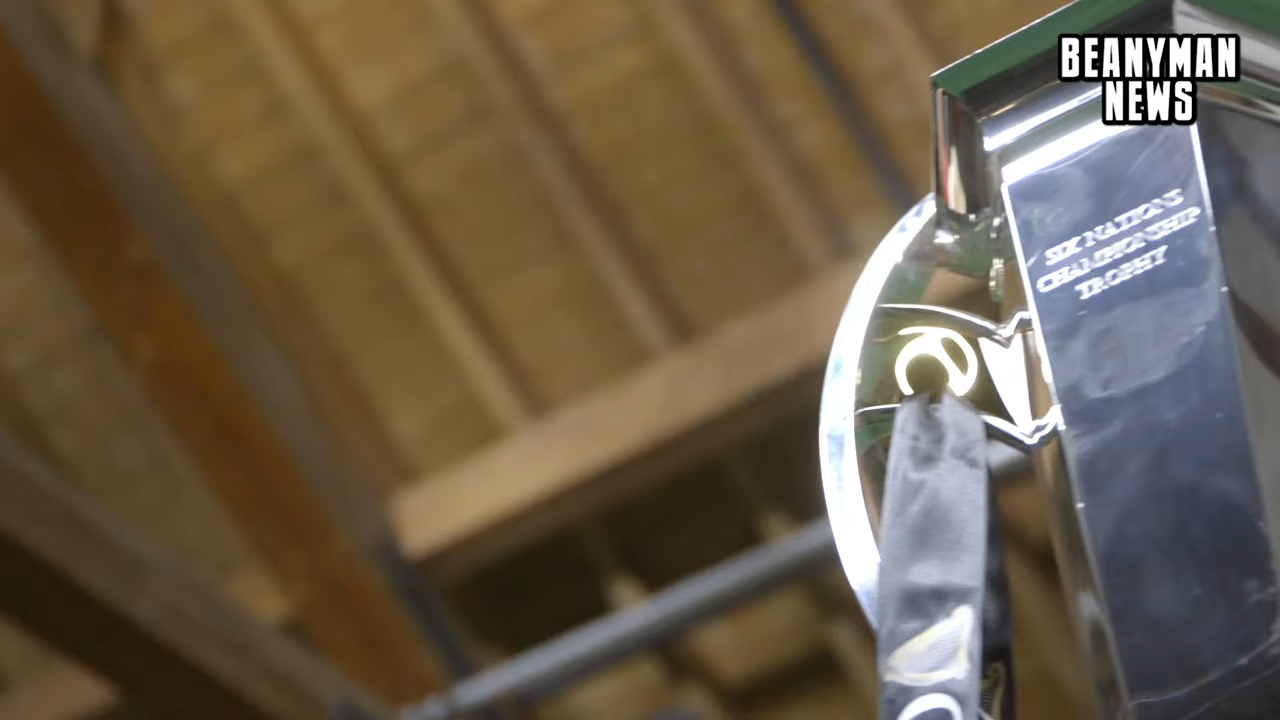 BEANYMAN
NEWS
SIX NATIONS
CHAMPIONSHIP
TROPHY